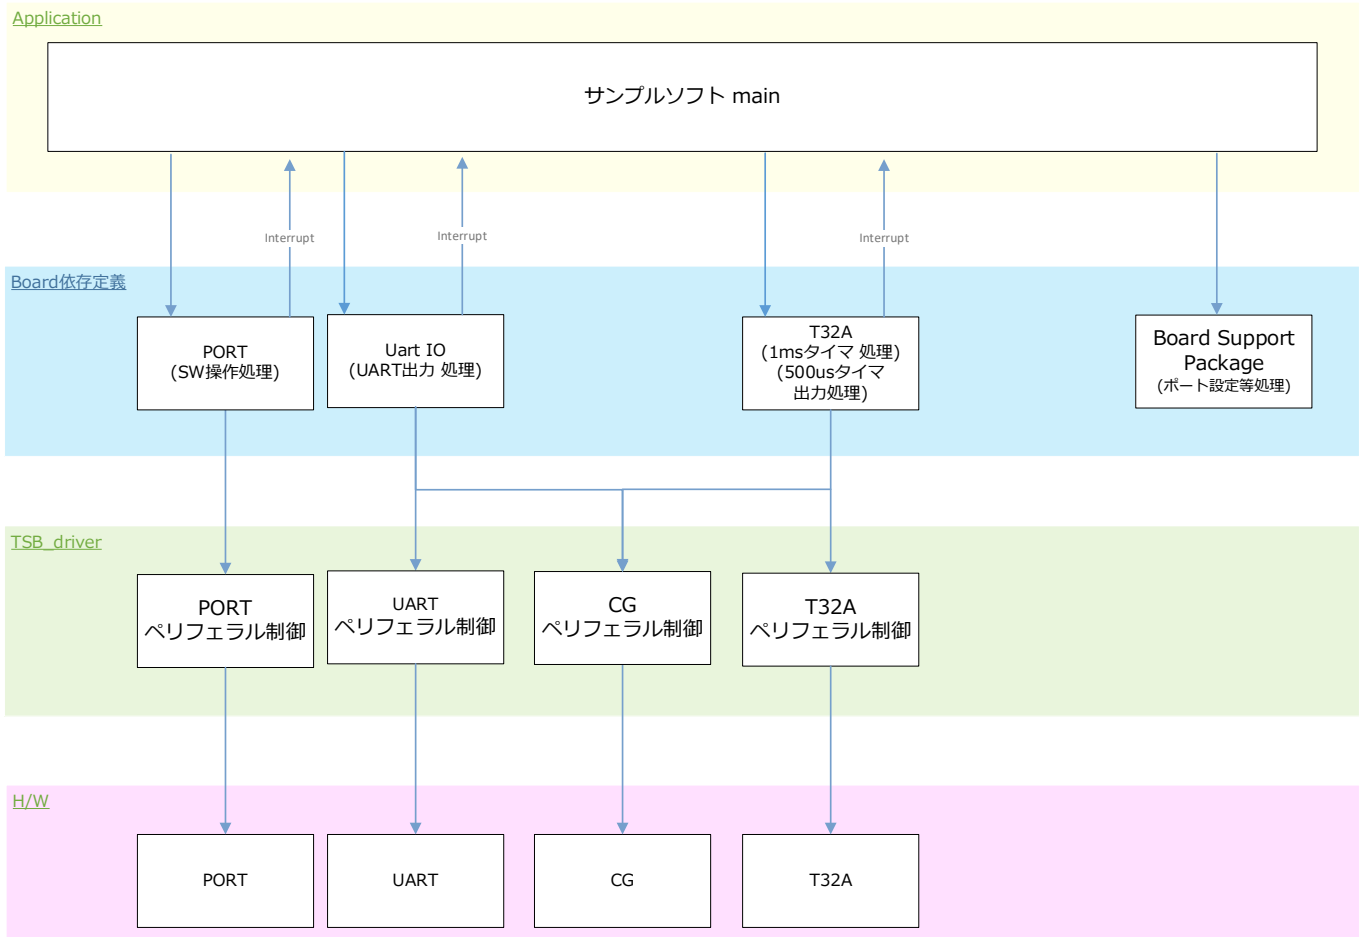 Application
サンプルソフト main
Interrupt
Interrupt
Interrupt
Board依存定義
PORT
(SW操作処理)
Uart IO
(UART出力 処理)
T32A
(1msタイマ 処理)
(500usタイマ
出力処理)
Board Support
Package
(ポート設定等処理)
TSB_driver
PORT
ペリフェラル制御
UART
ペリフェラル制御
CG
ペリフェラル制御
T32A
ペリフェラル制御
H/W
PORT
UART
CG
T32A